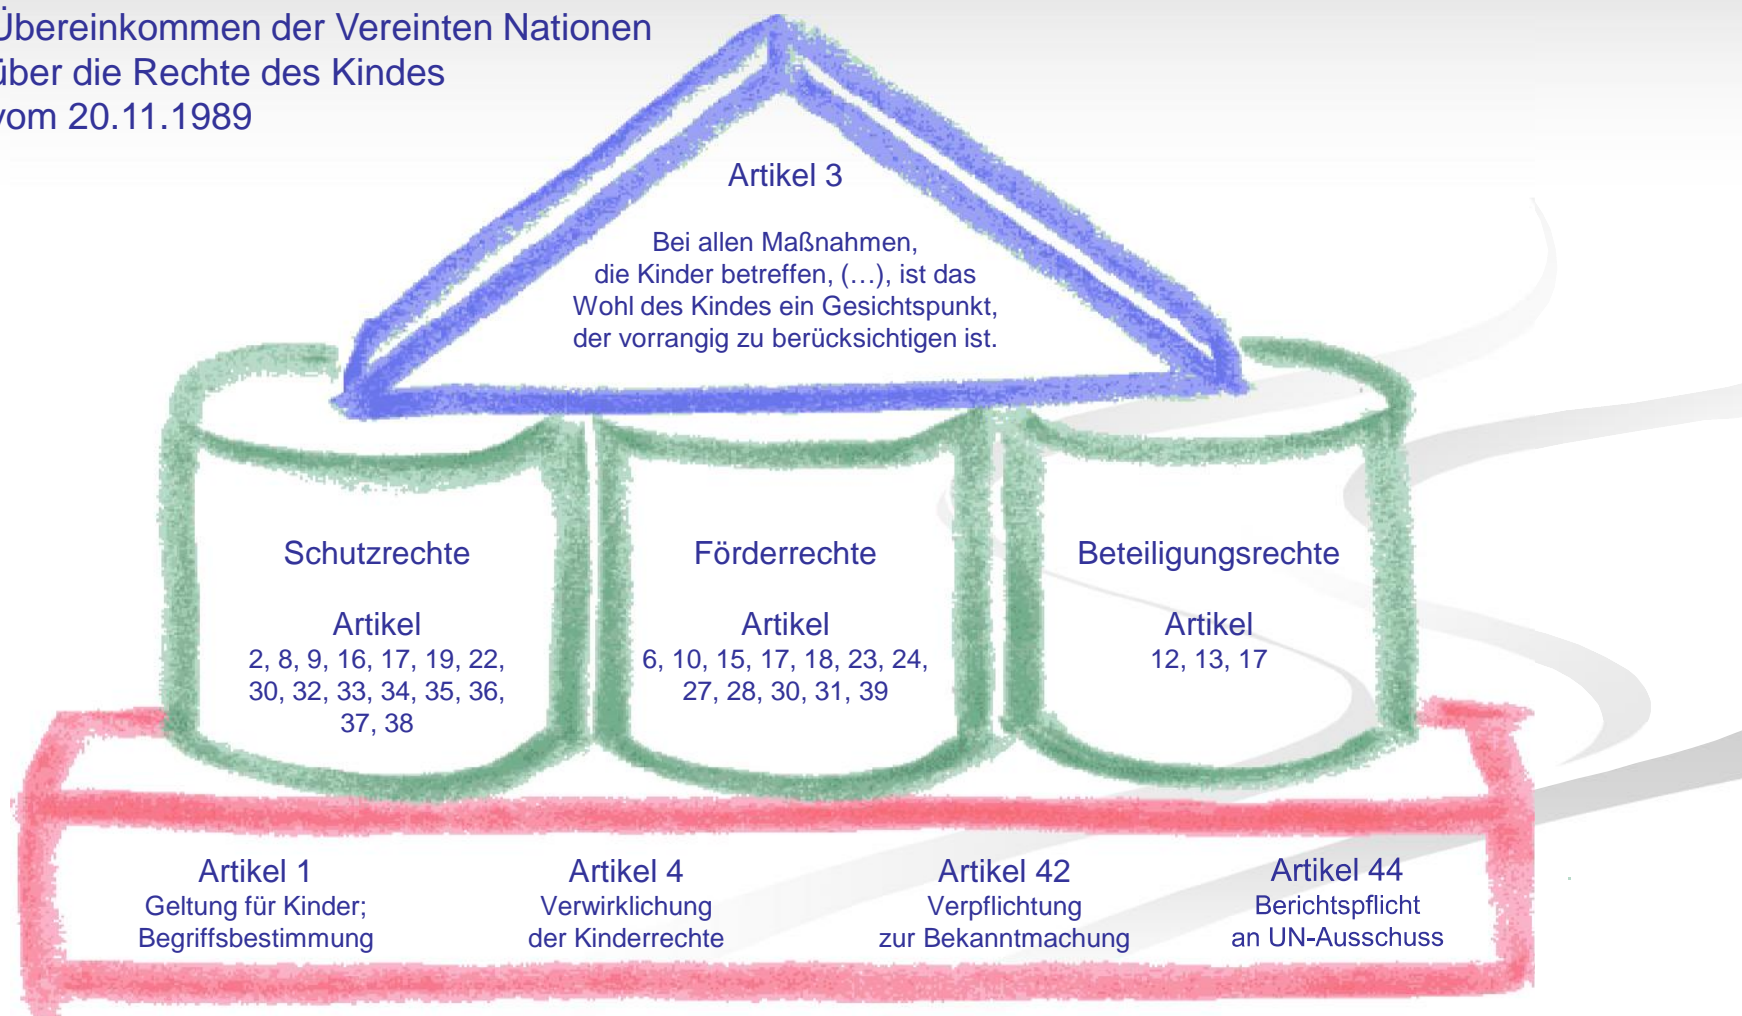 Übereinkommen der Vereinten Nationen
über die Rechte des Kindes
vom 20.11.1989
Artikel 3
Bei allen Maßnahmen,
die Kinder betreffen, (…), ist das
Wohl des Kindes ein Gesichtspunkt,
der vorrangig zu berücksichtigen ist.
Schutzrechte
Artikel
2, 8, 9, 16, 17, 19, 22,
30, 32, 33, 34, 35, 36,
37, 38
Förderrechte
Artikel
6, 10, 15, 17, 18, 23, 24,
27, 28, 30, 31, 39
Beteiligungsrechte
Artikel
12, 13, 17
Artikel 1
Geltung für Kinder;
Begriffsbestimmung
Artikel 4
Verwirklichung
der Kinderrechte
Artikel 42
Verpflichtung
zur Bekanntmachung
Artikel 44
Berichtspflicht
an UN-Ausschuss